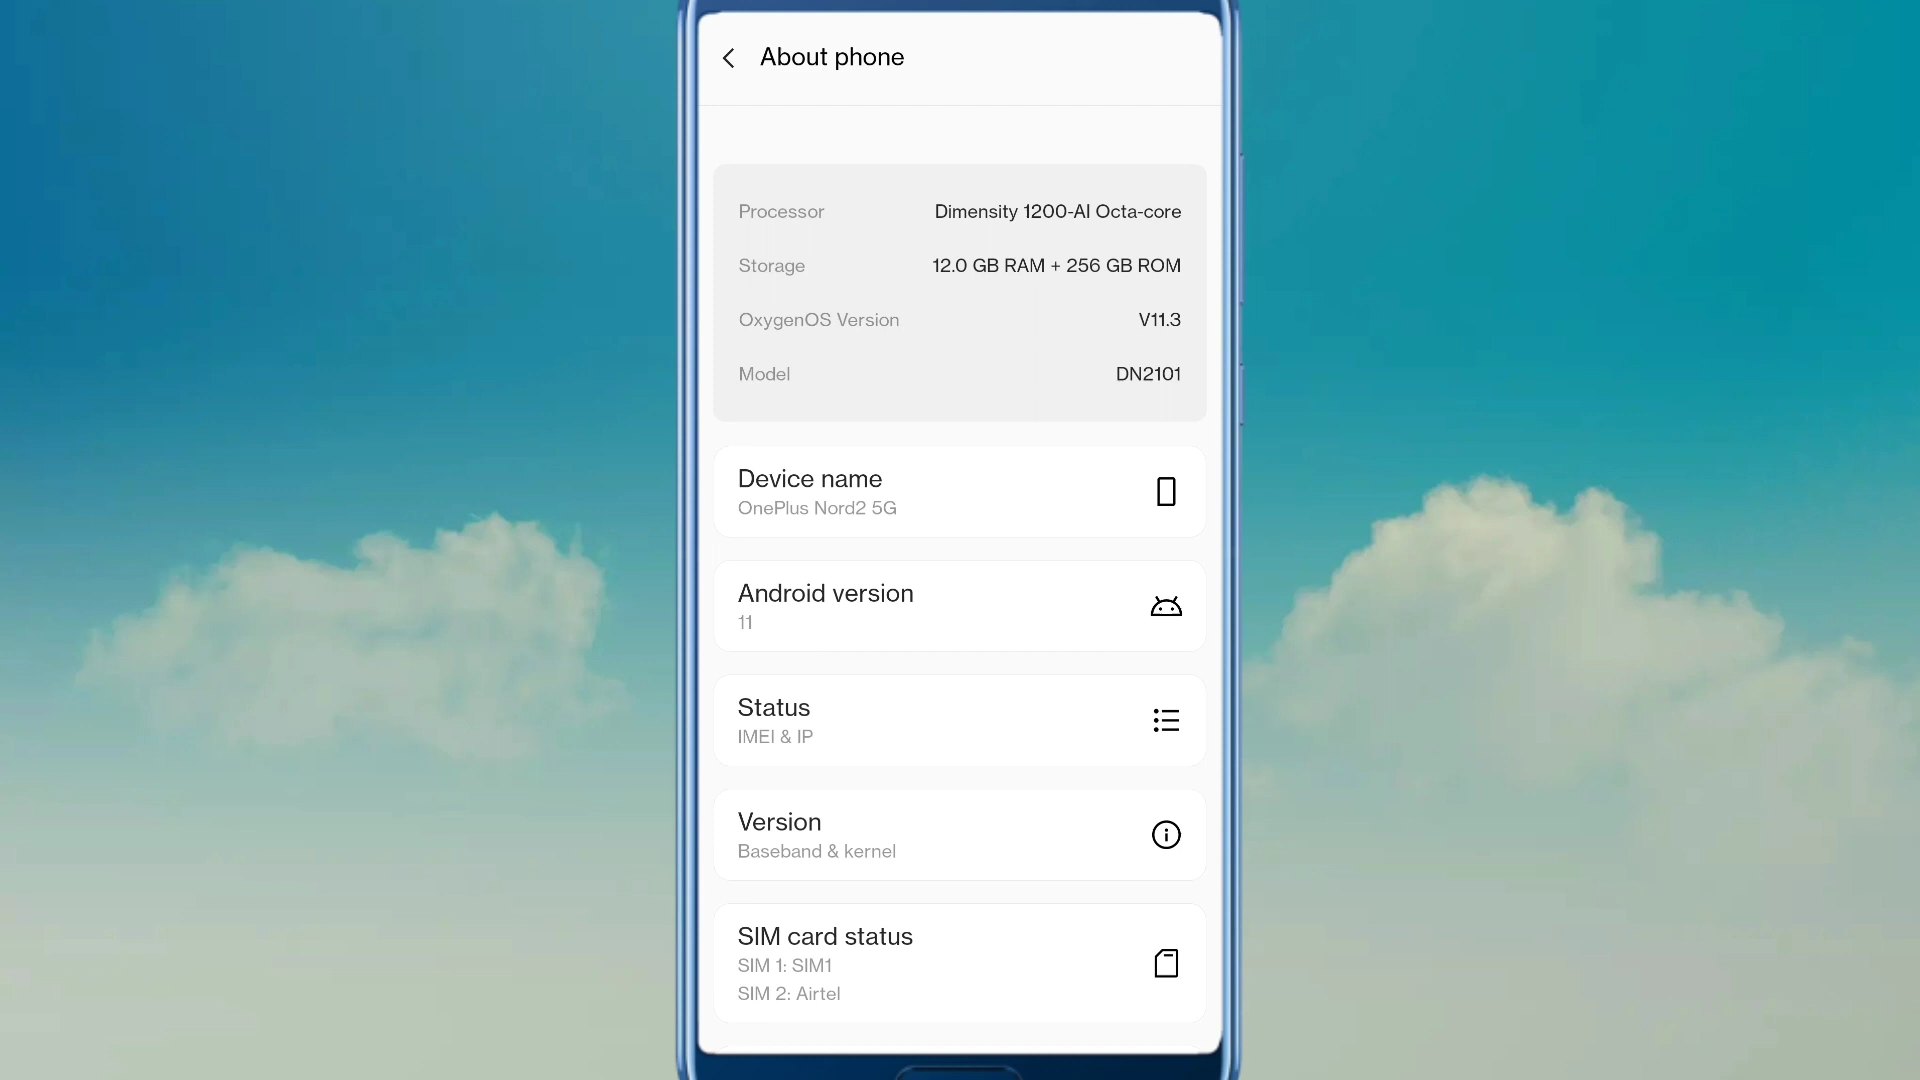 About phone
Processor Dimensity 1200-AI Octa-core
Storage 12.0 GB RAM + 256 GB ROM
OxygenOS Version V11.3
Model DN2101
Device name
OnePlus Nord2 5G
Android version
11
Status
IMEI & IP
Version
Baseband & kernel
SIM card status
SIM 1: SIM1
SIM 2: Airtel